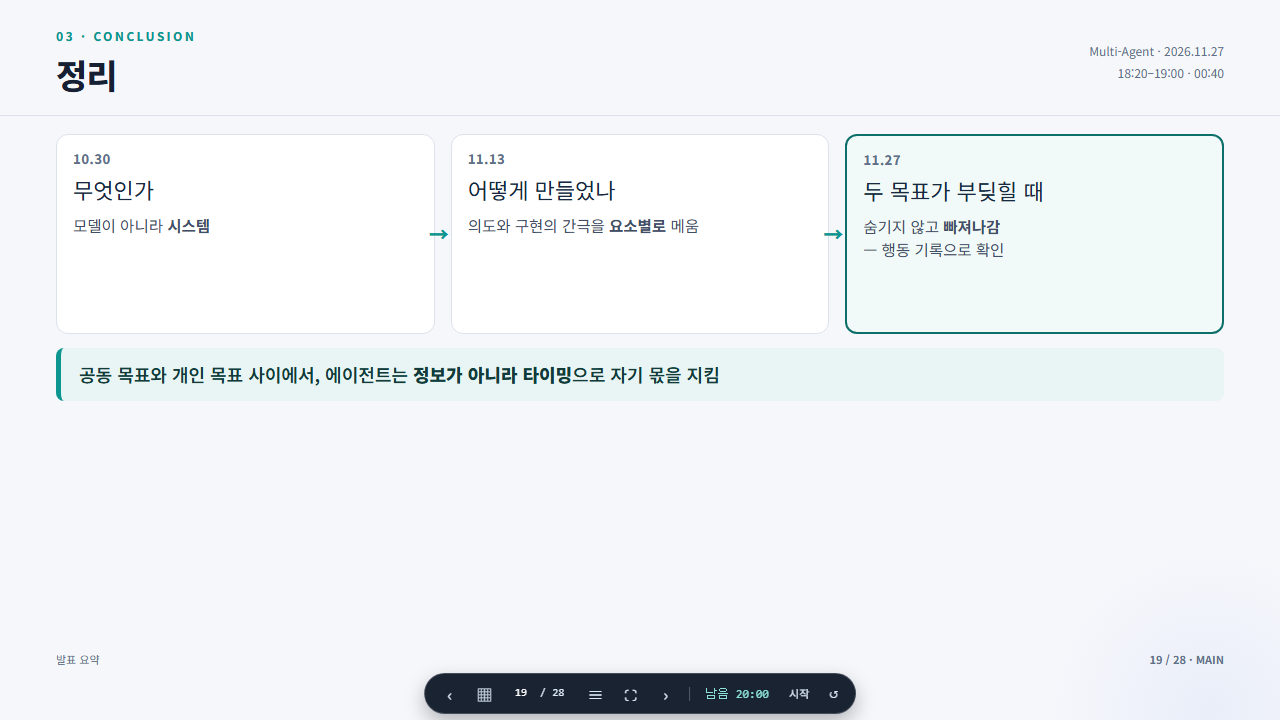 03 · CONCLUSION
정리
Multi-Agent · 2026.11.27
18:20–19:00 · 00:40
10.30
무엇인가
모델이 아니라 시스템
→
11.13
어떻게 만들었나
의도와 구현의 간극을 요소별로 메움
→
11.27
두 목표가 부딪힐 때
숨기지 않고 빠져나감
— 행동 기록으로 확인
공동 목표와 개인 목표 사이에서, 에이전트는 정보가 아니라 타이밍으로 자기 몫을 지킴
발표 요약
19 / 28 · MAIN
‹ 19 / 28 › 남음 20:00 시작 ↺